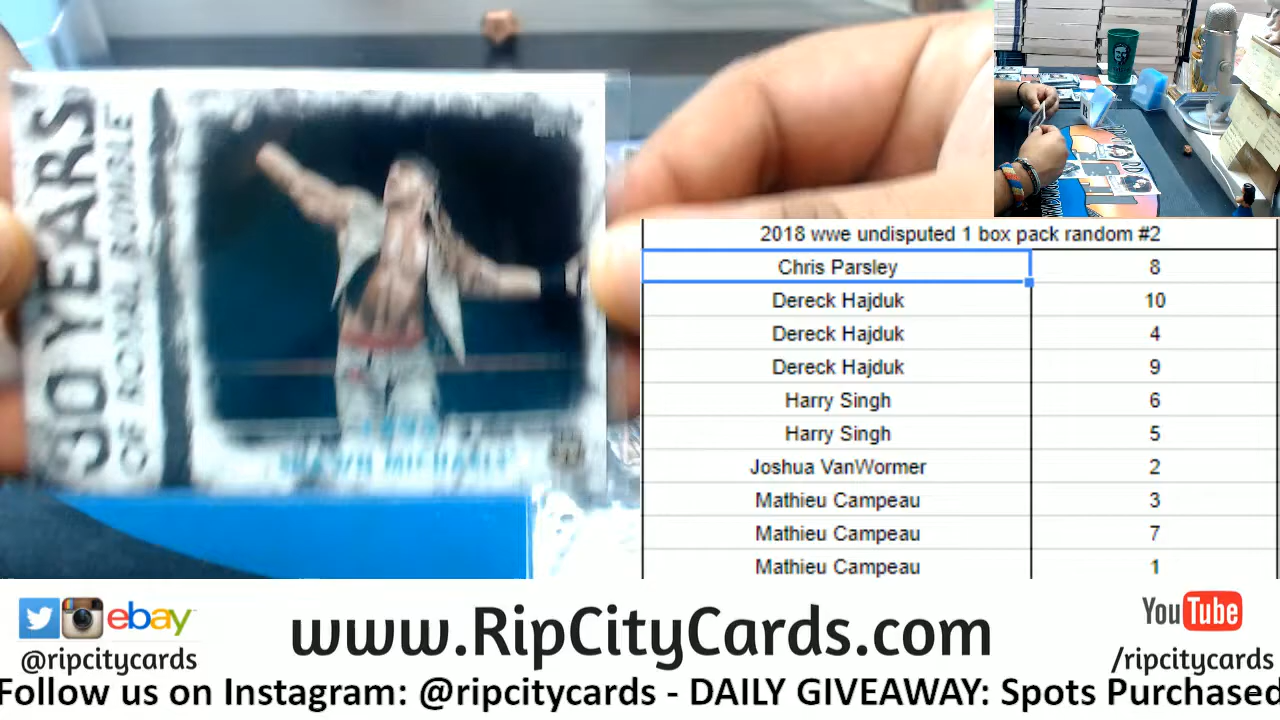 30 YEARS
OF ROYAL RUMBLE
SHAWN MICHAELS
2018 wwe undisputed 1 box pack random #2
Chris Parsley 8
Dereck Hajduk 10
Dereck Hajduk 4
Dereck Hajduk 9
Harry Singh 6
Harry Singh 5
Joshua VanWormer 2
Mathieu Campeau 3
Mathieu Campeau 7
Mathieu Campeau 1
ebay
@ripcitycards
www.RipCityCards.com
YouTube
/ripcitycards
Follow us on Instagram: @ripcitycards - DAILY GIVEAWAY: Spots Purchased